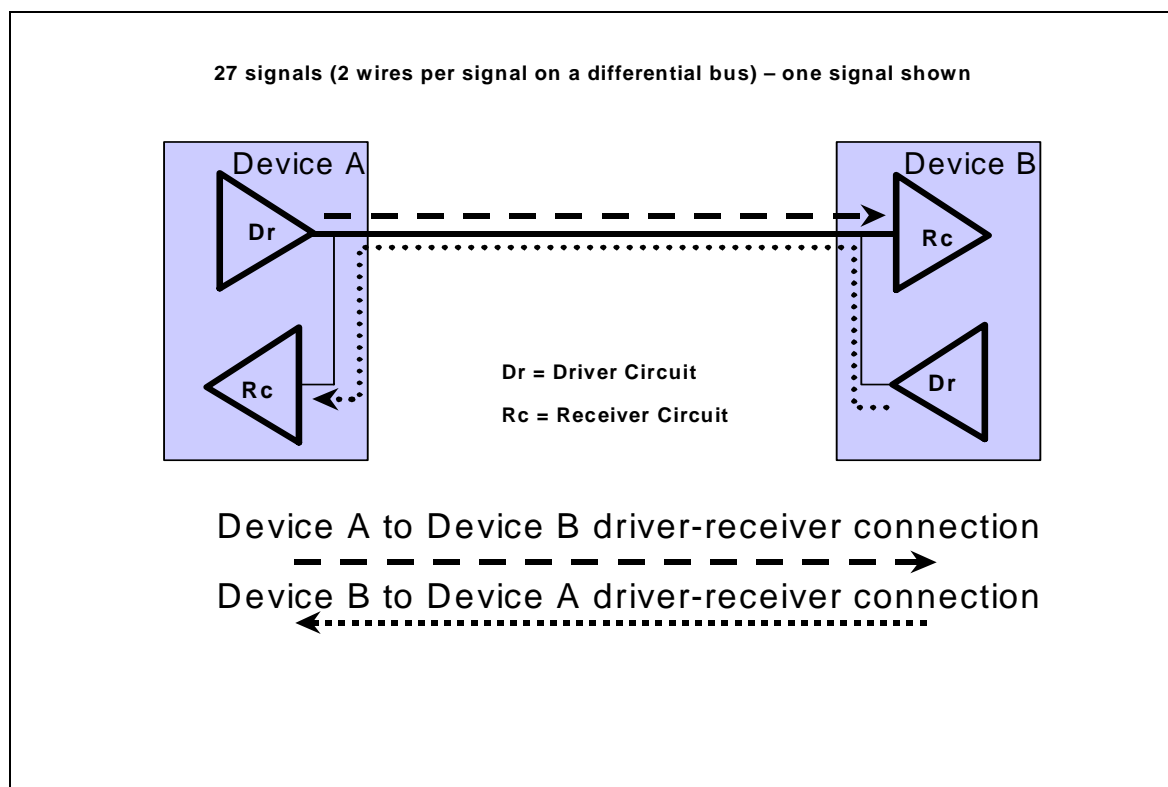 27 signals (2 wires per signal on a differential bus) – one signal shown
Device A
Device B
Dr
Rc
Rc
Dr
Dr = Driver Circuit
Rc = Receiver Circuit
Device A to Device B driver-receiver connection
Device B to Device A driver-receiver connection